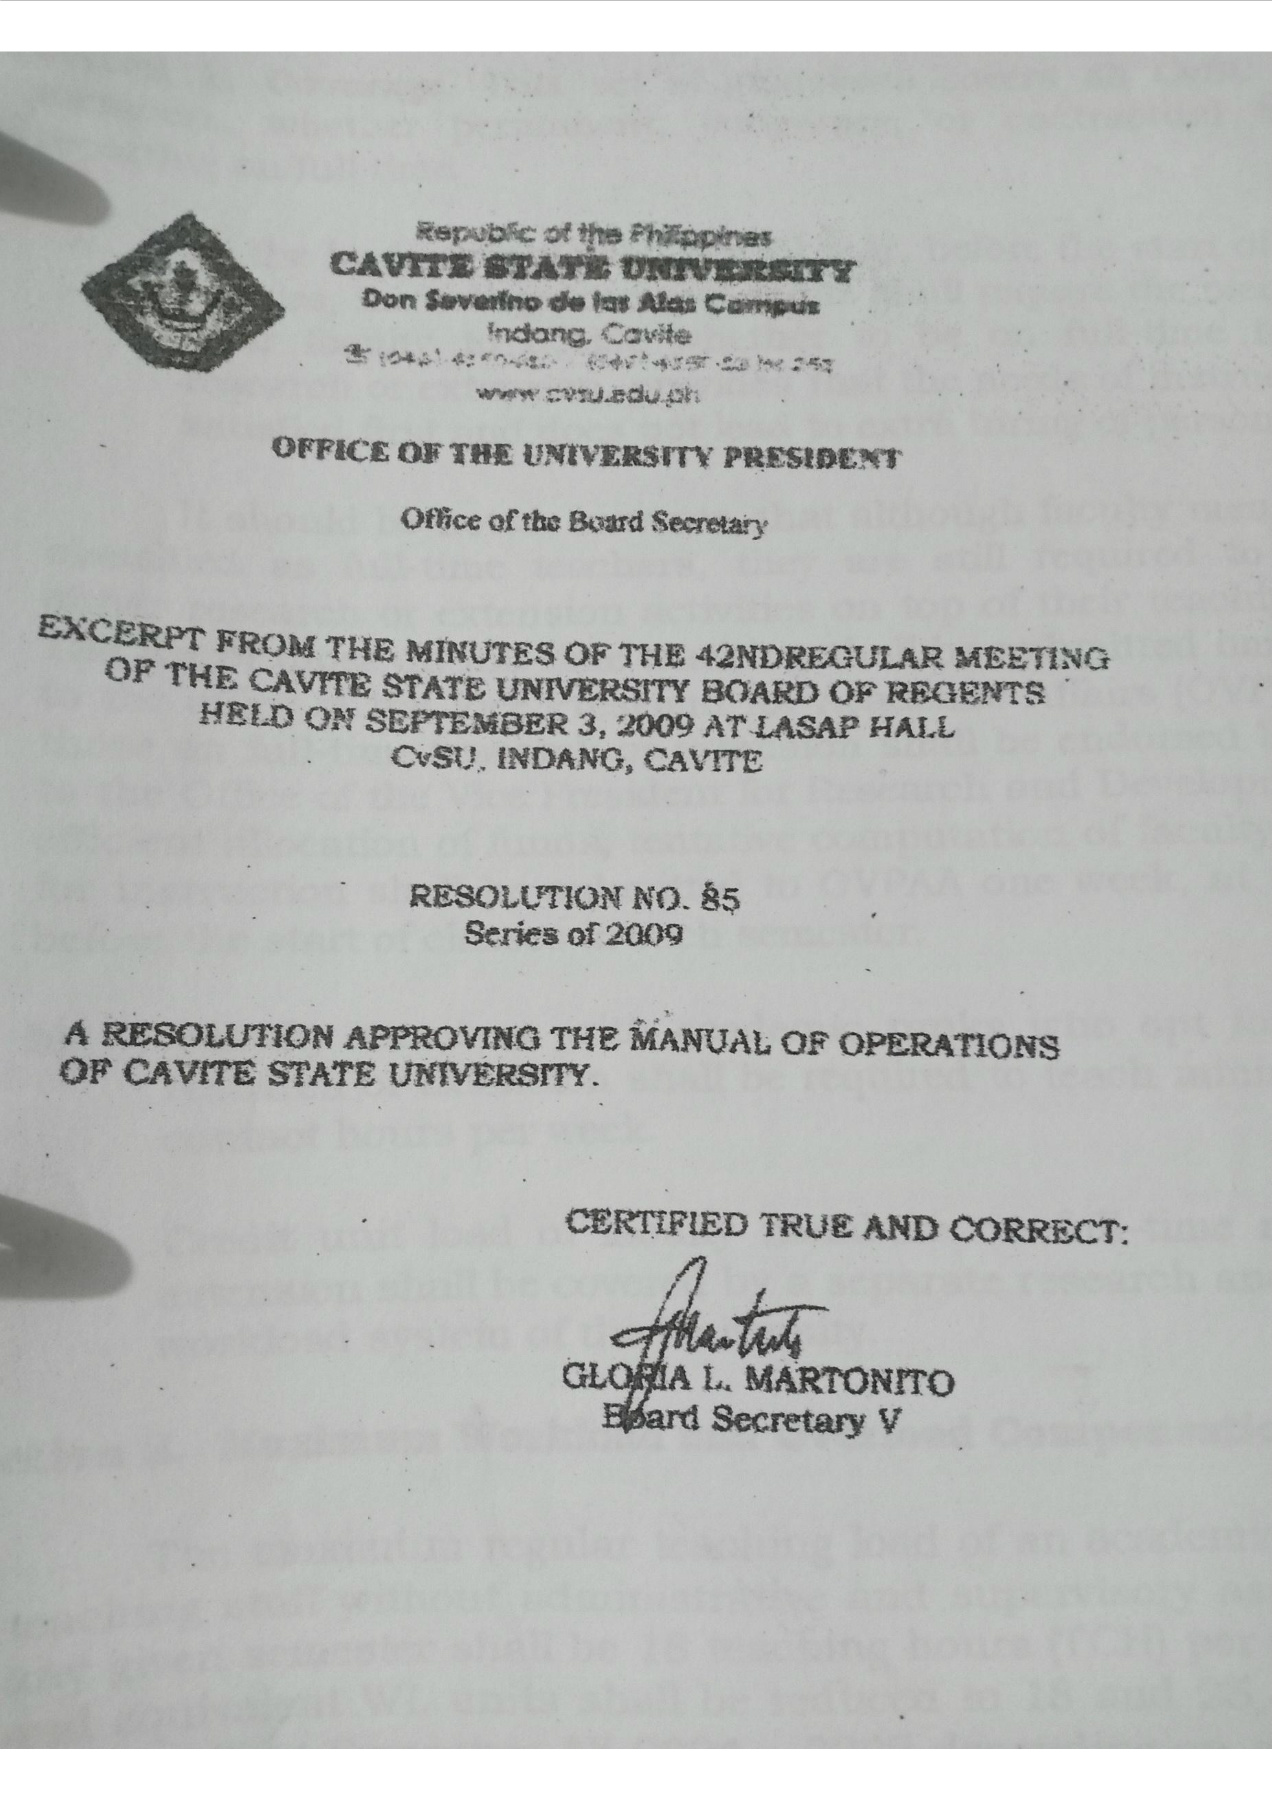 Republic of the Philippines
CAVITE STATE UNIVERSITY
Don Severino de las Alas Campus
Indang, Cavite
www.cvsu.edu.ph
OFFICE OF THE UNIVERSITY PRESIDENT
Office of the Board Secretary
EXCERPT FROM THE MINUTES OF THE 42NDREGULAR MEETING
OF THE CAVITE STATE UNIVERSITY BOARD OF REGENTS
HELD ON SEPTEMBER 3, 2009 AT LASAP HALL
CvSU, INDANG, CAVITE
RESOLUTION NO. 85
Series of 2009
A RESOLUTION APPROVING THE MANUAL OF OPERATIONS
OF CAVITE STATE UNIVERSITY.
CERTIFIED TRUE AND CORRECT:
GLORIA L. MARTONITO
Board Secretary V